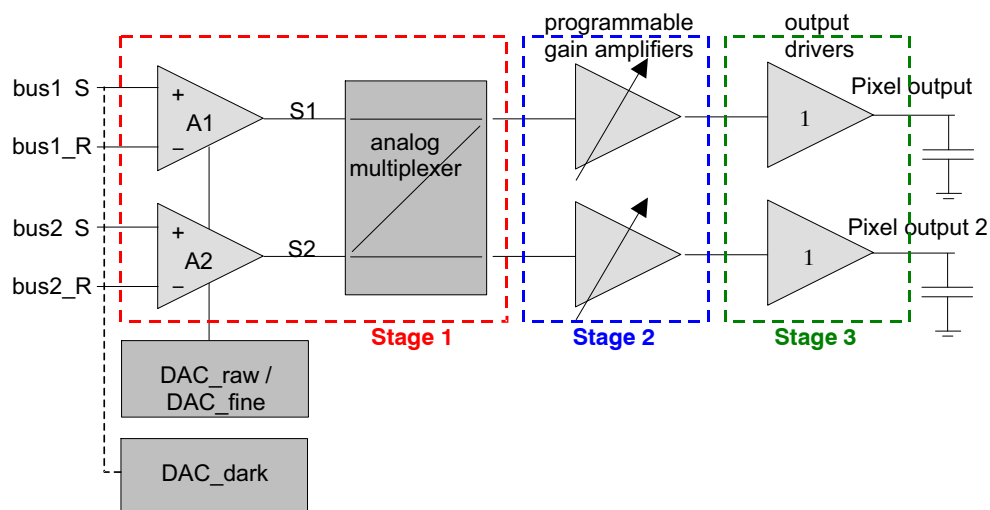 programmable
gain amplifiers
output
drivers
bus1 S
+
A1
−
bus1_R
S1
analog
multiplexer
1
Pixel output
bus2 S
+
A2
−
bus2_R
S2
1
Pixel output 2
Stage 1
Stage 2
Stage 3
DAC_raw /
DAC_fine
DAC_dark